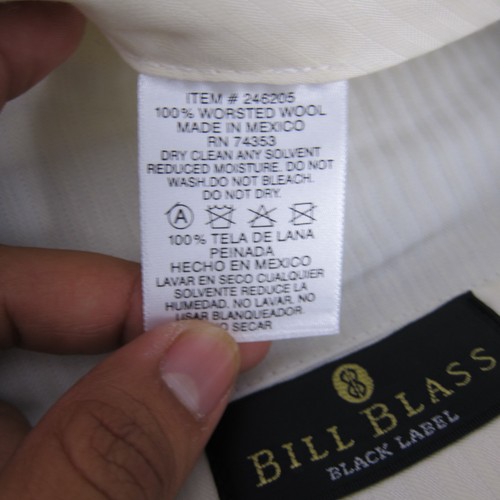 ITEM # 246205
100% WORSTED WOOL
MADE IN MEXICO
RN 74353
DRY CLEAN ANY SOLVENT
REDUCED MOISTURE. DO NOT
WASH.DO NOT BLEACH.
DO NOT DRY.
A
100% TELA DE LANA
PEINADA
HECHO EN MEXICO
LAVAR EN SECO CUALQUIER
SOLVENTE REDUCE LA
HUMEDAD. NO LAVAR. NO
USAR BLANQUEADOR.
SECAR
BILL BLASS
BLACK LABEL